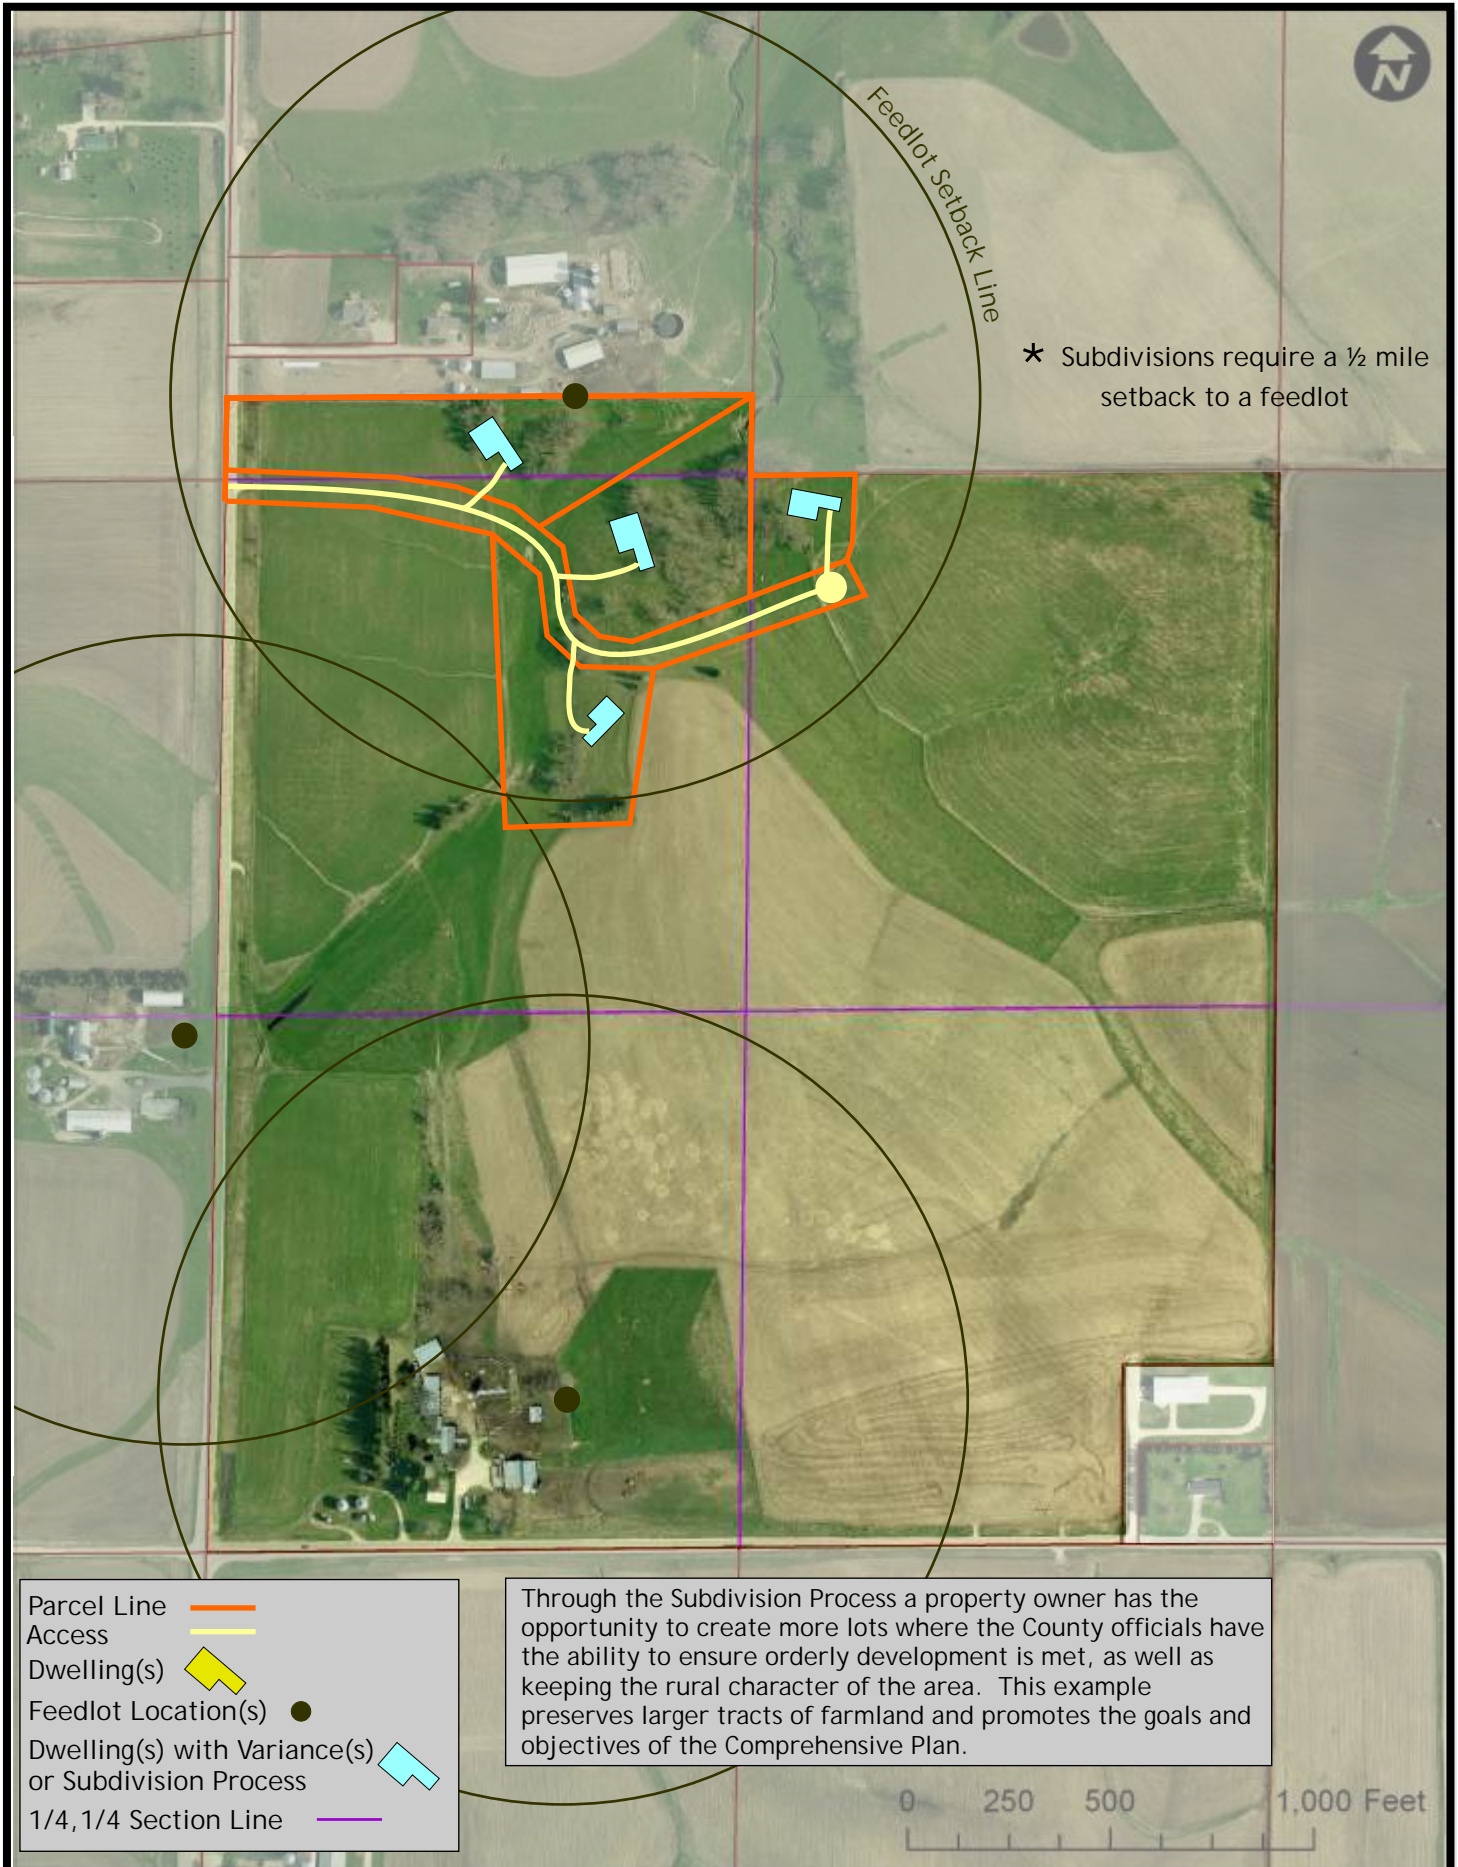 N
Feedlot Setback Line
* Subdivisions require a ½ mile
setback to a feedlot
Parcel Line
Access
Dwelling(s)
Feedlot Location(s)
Dwelling(s) with Variance(s)
or Subdivision Process
1/4,1/4 Section Line
Through the Subdivision Process a property owner has the
opportunity to create more lots where the County officials have
the ability to ensure orderly development is met, as well as
keeping the rural character of the area.  This example
preserves larger tracts of farmland and promotes the goals and
objectives of the Comprehensive Plan.
0 250 500 1,000 Feet